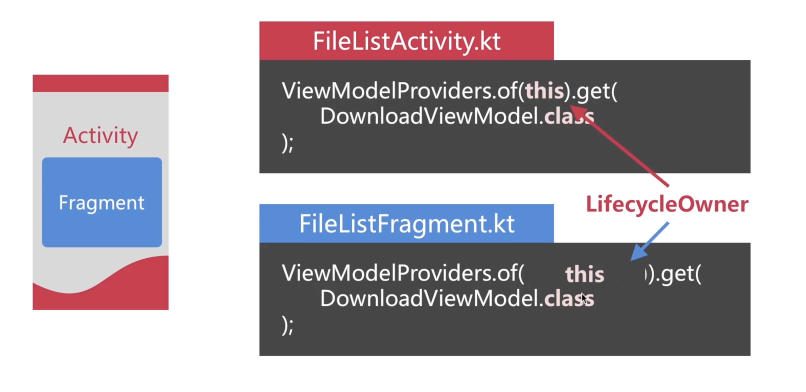 FileListActivity.kt
ViewModelProviders.of(this).get(
DownloadViewModel.class
);
Activity
Fragment
LifecycleOwner
FileListFragment.kt
ViewModelProviders.of( this ).get(
DownloadViewModel.class
);